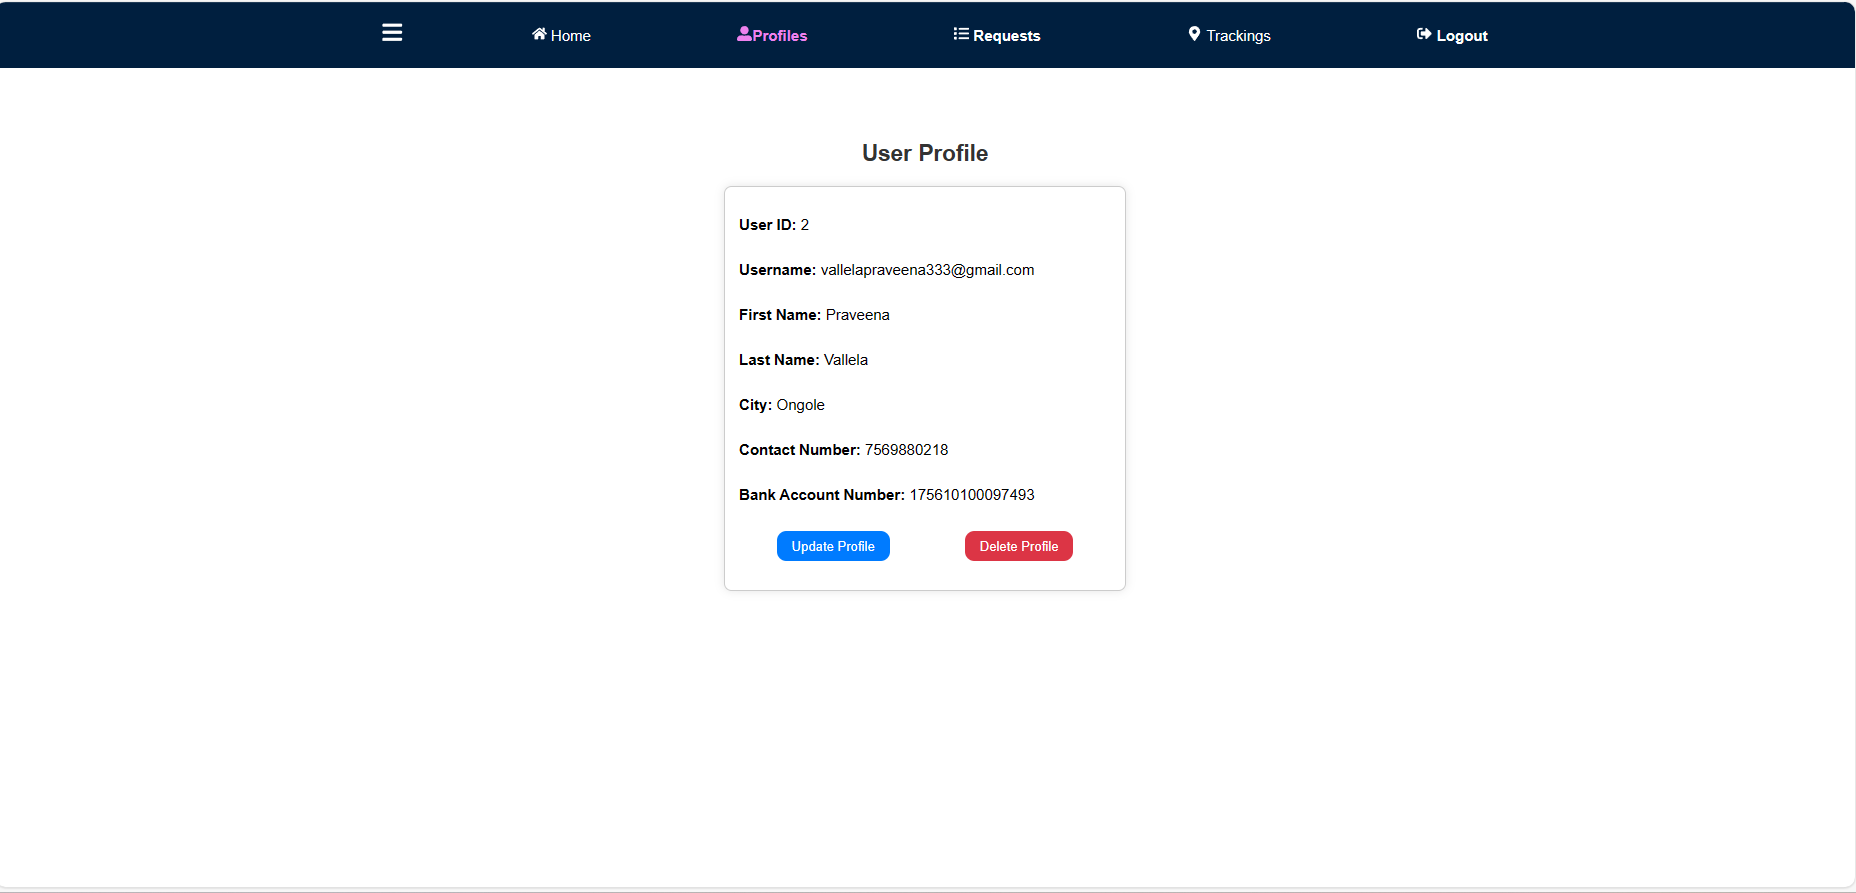 Home Profiles Requests Trackings Logout
User Profile
User ID: 2
Username: vallelapraveena333@gmail.com
First Name: Praveena
Last Name: Vallela
City: Ongole
Contact Number: 7569880218
Bank Account Number: 175610100097493
Update Profile Delete Profile